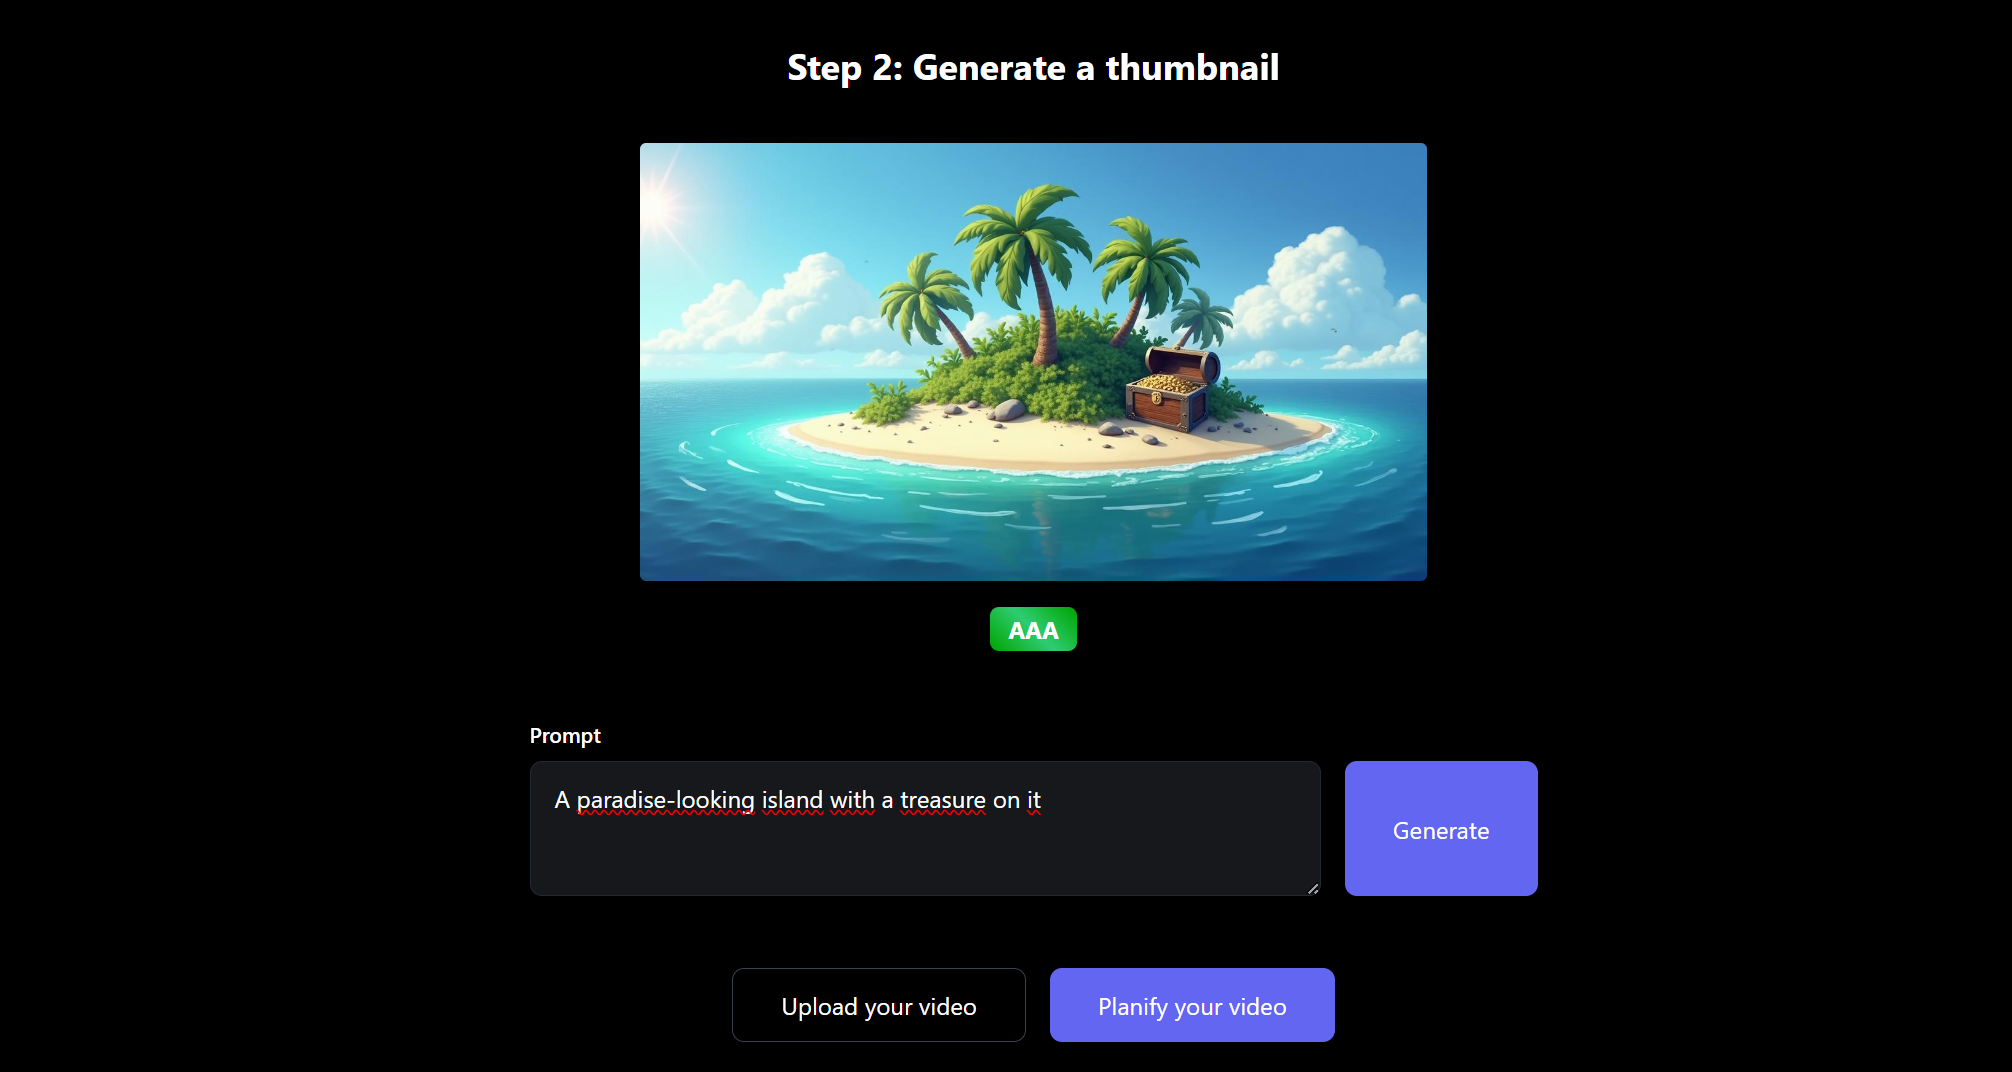 Step 2: Generate a thumbnail
AAA
Prompt
A paradise-looking island with a treasure on it
Generate
Upload your video
Planify your video